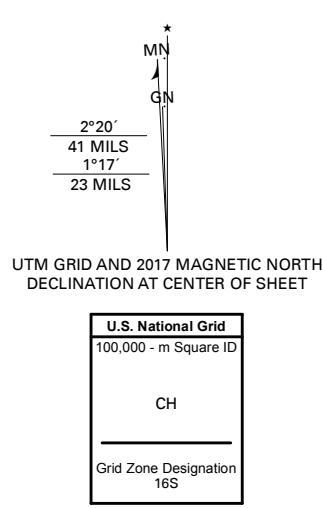 ★
MN
GN
2°20´
41 MILS
1°17´
23 MILS
UTM GRID AND 2017 MAGNETIC NORTH
DECLINATION AT CENTER OF SHEET
U.S. National Grid
100,000 - m Square ID
CH
Grid Zone Designation
16S